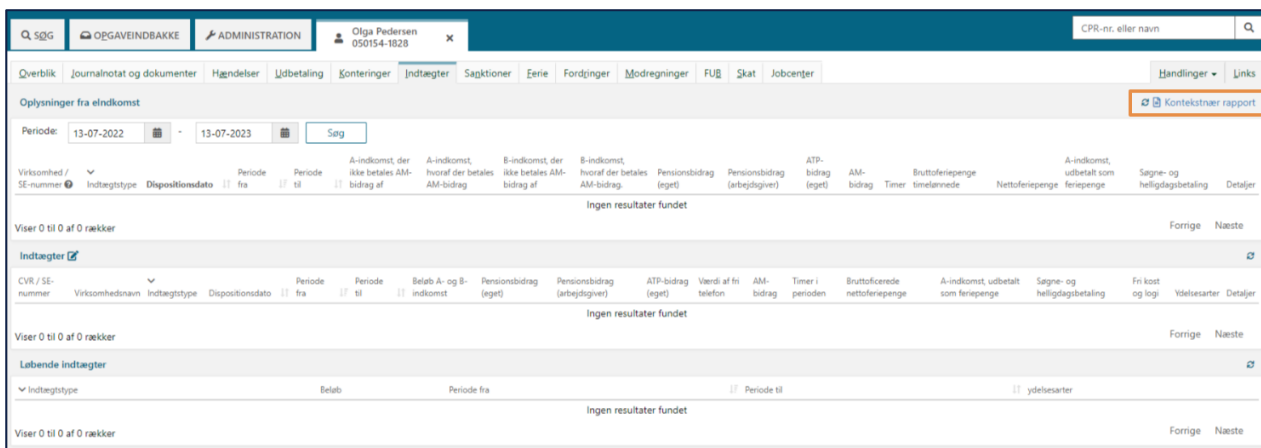 SØG
OPGAVEINDBAKKE
ADMINISTRATION
Olga Pedersen
050154-1828
CPR-nr. eller navn
Overblik Journalnotat og dokumenter Hændelser Udbetaling Konteringer Indtægter Sanktioner Ferie Fordringer Modregninger FUB Skat Jobcenter Handlinger Links
Oplysninger fra eIndkomst
Kontekstnær rapport
Periode: 13-07-2022 - 13-07-2023 Søg
Virksomhed / SE-nummer Indtægtstype Dispositionsdato Periode fra Periode til A-indkomst, der ikke betales AM-bidrag af A-indkomst, hvoraf der betales AM-bidrag B-indkomst, der ikke betales AM-bidrag af B-indkomst, hvoraf der betales AM-bidrag. Pensionsbidrag (eget) Pensionsbidrag (arbejdsgiver) ATP-bidrag (eget) AM-bidrag Timer Bruttoferiepenge timelønnede Nettoferiepenge A-indkomst, udbetalt som feriepenge Søgne- og helligdagsbetaling Detaljer
Ingen resultater fundet
Viser 0 til 0 af 0 rækker
Forrige Næste
Indtægter
CVR / SE-nummer Virksomhedsnavn Indtægtstype Dispositionsdato Periode fra Periode til Beløb A- og B-indkomst Pensionsbidrag (eget) Pensionsbidrag (arbejdsgiver) ATP-bidrag (eget) Værdi af fri telefon AM-bidrag Timer i perioden Bruttoficerede nettoferiepenge A-indkomst, udbetalt som feriepenge Søgne- og helligdagsbetaling Fri kost og logi Ydelsesarter Detaljer
Ingen resultater fundet
Viser 0 til 0 af 0 rækker
Forrige Næste
Løbende indtægter
Indtægtstype Beløb Periode fra Periode til ydelsesarter
Ingen resultater fundet
Viser 0 til 0 af 0 rækker
Forrige Næste